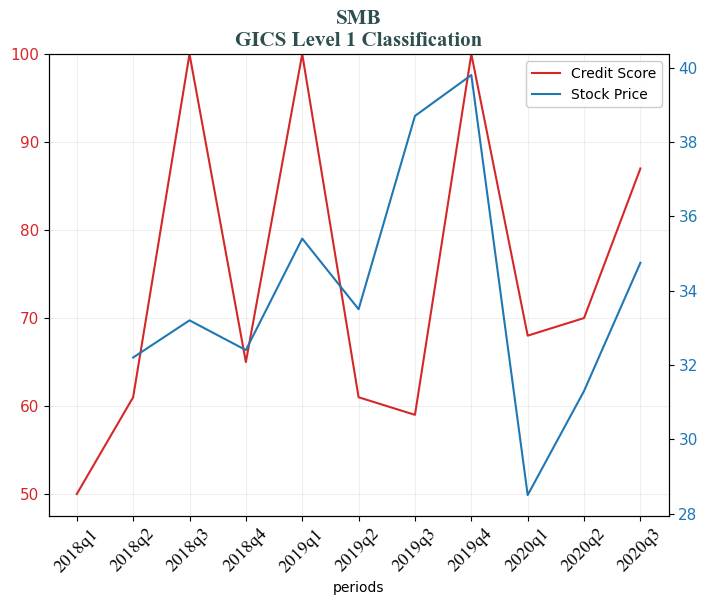 SMB
GICS Level 1 Classification
100
90
80
70
60
50
40
38
36
34
32
30
28
Credit Score
Stock Price
2018q1
2018q2
2018q3
2018q4
2019q1
2019q2
2019q3
2019q4
2020q1
2020q2
2020q3
periods